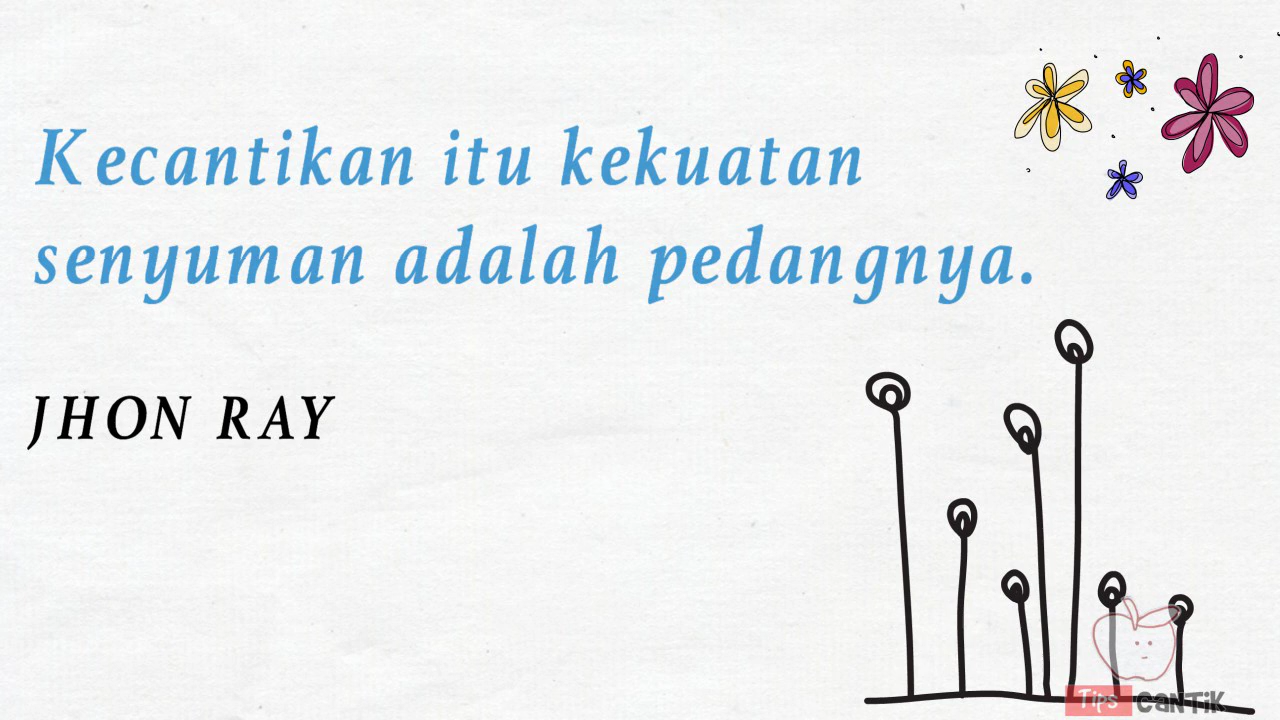 Kecantikan itu kekuatan
senyuman adalah pedangnya.
JHON RAY
Tips CANTiK